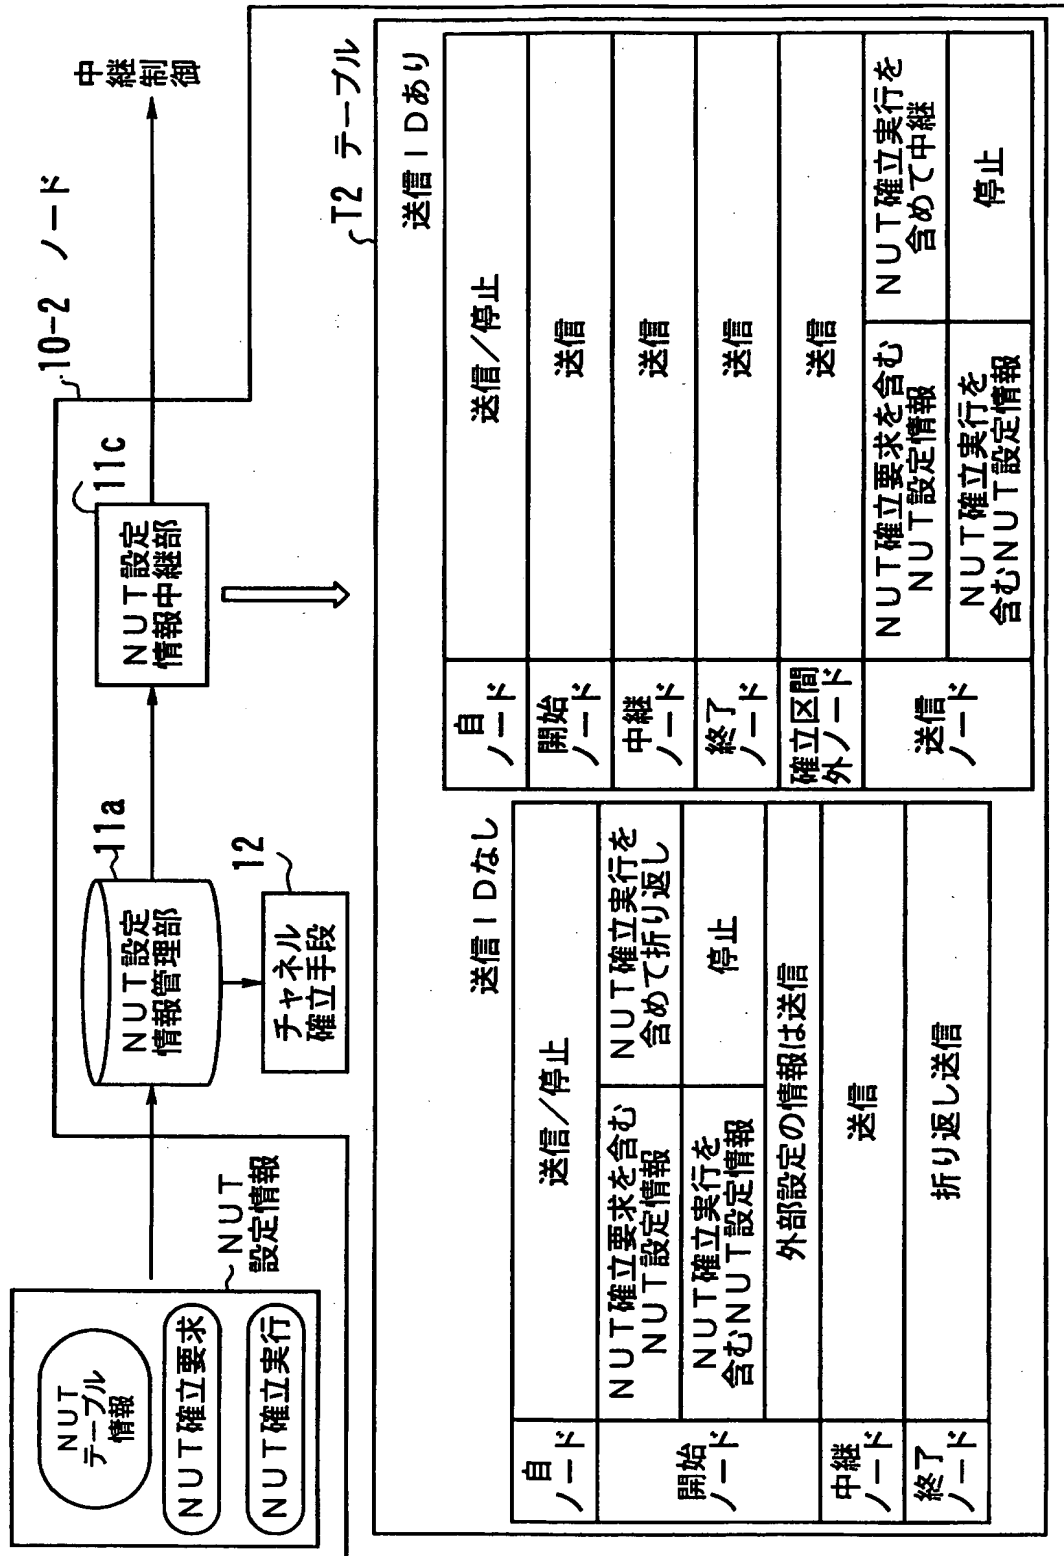 10-2 ノード
NUT
テーブル
情報
NUT確立要求
NUT確立実行
NUT
設定情報
11a
NUT設定
情報管理部
12
チャネル
確立手段
11c
NUT設定
情報中継部
中継制御
T2 テーブル
送信IDなし
自
ノード
送信/停止
開始
ノード
NUT確立要求を含む
NUT設定情報
NUT確立実行を
含めて折り返し
NUT確立実行を
含むNUT設定情報
停止
外部設定の情報は送信
中継
ノード
送信
終了
ノード
折り返し送信
送信IDあり
自
ノード
送信/停止
開始
ノード
送信
中継
ノード
送信
終了
ノード
送信
確立区間
外ノード
送信
送信
ノード
NUT確立要求を含む
NUT設定情報
NUT確立実行を
含めて中継
NUT確立実行を
含むNUT設定情報
停止